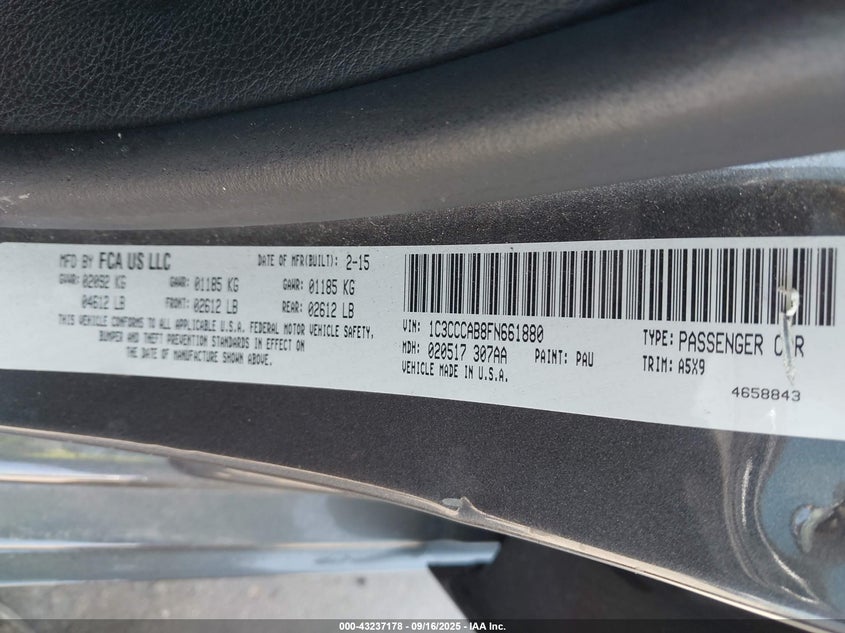 MFD BY FCA US LLC DATE OF MFR(BUILT): 2-15
GVWR: 02092 KG GAWR: 01185 KG GAWR: 01185 KG
04612 LB FRONT: 02612 LB REAR: 02612 LB
THIS VEHICLE CONFORMS TO ALL APPLICABLE U.S.A. FEDERAL MOTOR VEHICLE SAFETY,
BUMPER AND THEFT PREVENTION STANDARDS IN EFFECT ON
THE DATE OF MANUFACTURE SHOWN ABOVE.
VIN: 1C3CCCAB8FN661880 TYPE: PASSENGER CAR
MDH: 020517 307AA PAINT: PAU TRIM: A5X9
VEHICLE MADE IN U.S.A.
4658843
000-43237178 - 09/16/2025 - IAA Inc.